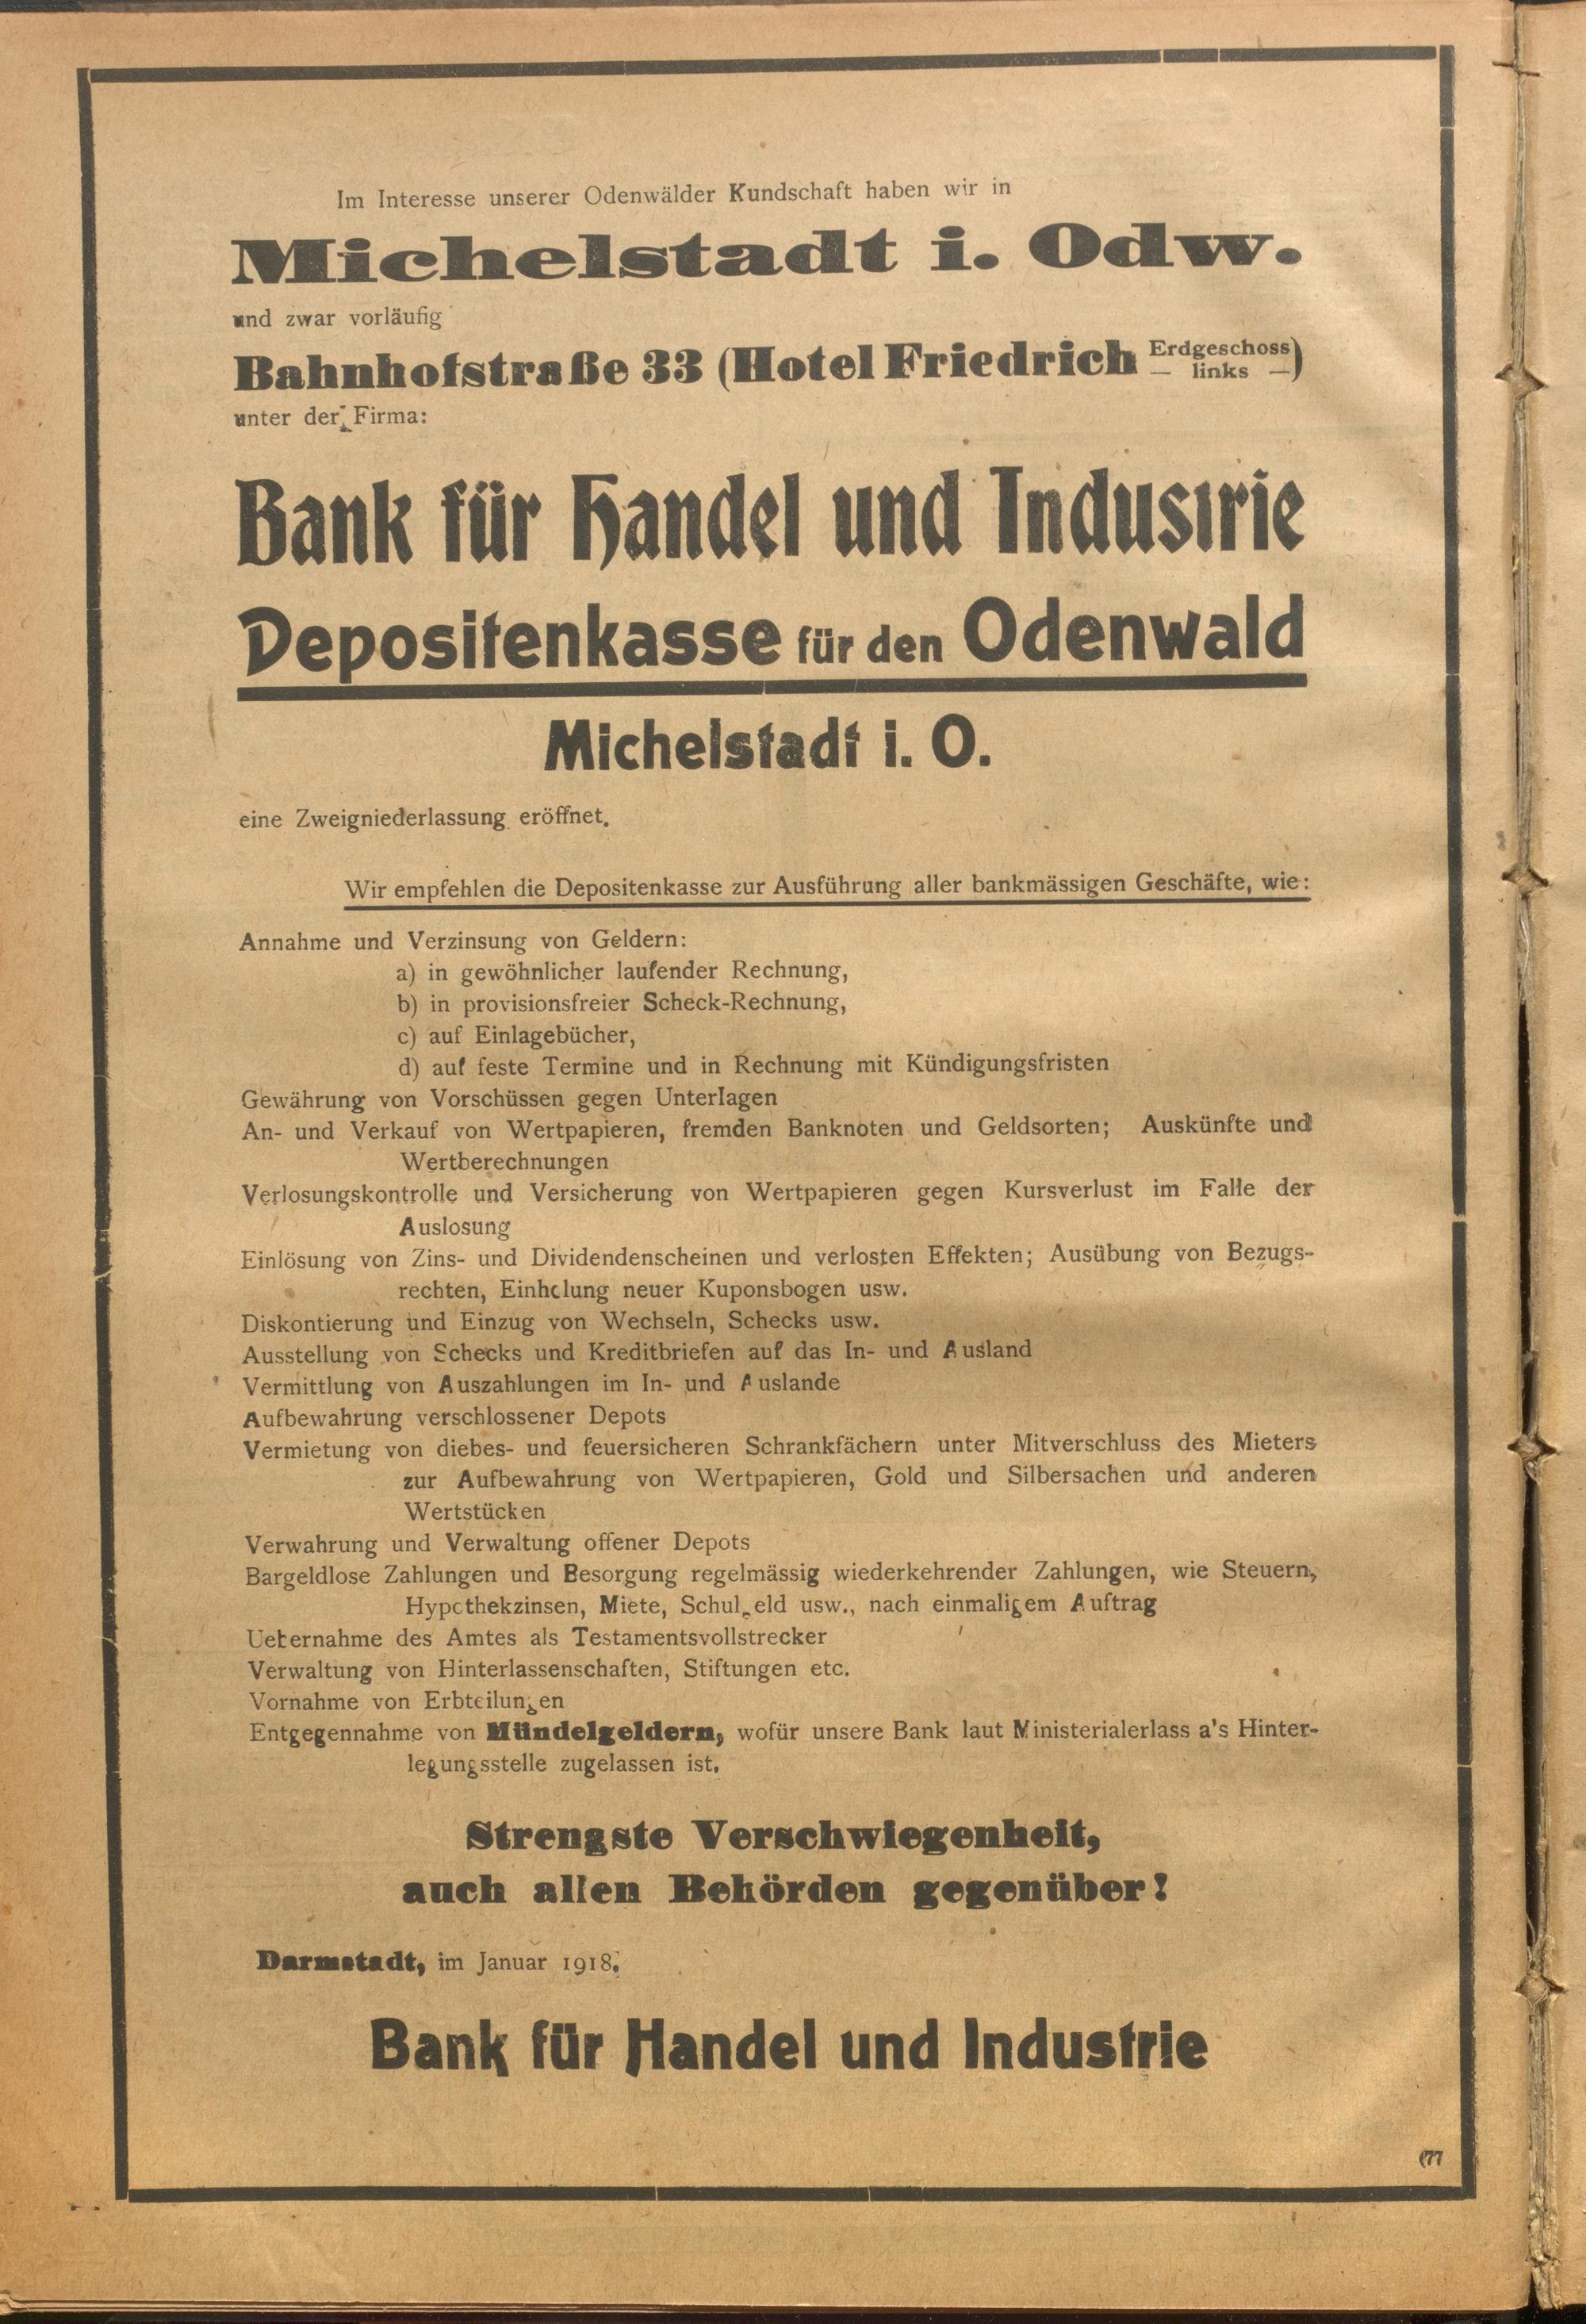 Im Interesse unserer Odenwälder Kundschaft haben wir in
Michelstadt i. Odw.
und zwar vorläufig
Bahnhofstraße 33 (Hotel Friedrich Erdgeschoss
— links —)
unter der Firma:
Bank für Handel und Industrie
Depositenkasse für den Odenwald
Michelstadt i. O.
eine Zweigniederlassung eröffnet.
Wir empfehlen die Depositenkasse zur Ausführung aller bankmässigen Geschäfte, wie:
Annahme und Verzinsung von Geldern:
a) in gewöhnlicher laufender Rechnung,
b) in provisionsfreier Scheck-Rechnung,
c) auf Einlagebücher,
d) auf feste Termine und in Rechnung mit Kündigungsfristen
Gewährung von Vorschüssen gegen Unterlagen
An- und Verkauf von Wertpapieren, fremden Banknoten und Geldsorten; Auskünfte und
Wertberechnungen
Verlosungskontrolle und Versicherung von Wertpapieren gegen Kursverlust im Falle der
Auslosung
Einlösung von Zins- und Dividendenscheinen und verlosten Effekten; Ausübung von Bezugs-
rechten, Einholung neuer Kuponsbogen usw.
Diskontierung und Einzug von Wechseln, Schecks usw.
Ausstellung von Schecks und Kreditbriefen auf das In- und Ausland
Vermittlung von Auszahlungen im In- und Auslande
Aufbewahrung verschlossener Depots
Vermietung von diebes- und feuersicheren Schrankfächern unter Mitverschluss des Mieters
zur Aufbewahrung von Wertpapieren, Gold und Silbersachen und anderen
Wertstücken
Verwahrung und Verwaltung offener Depots
Bargeldlose Zahlungen und Besorgung regelmässig wiederkehrender Zahlungen, wie Steuern,
Hypothekzinsen, Miete, Schulgeld usw., nach einmaligem Auftrag
Uebernahme des Amtes als Testamentsvollstrecker
Verwaltung von Hinterlassenschaften, Stiftungen etc.
Vornahme von Erbteilungen
Entgegennahme von Mündelgeldern, wofür unsere Bank laut Ministerialerlass a's Hinter-
legungsstelle zugelassen ist.
Strengste Verschwiegenheit,
auch allen Behörden gegenüber!
Darmstadt, im Januar 1918.
Bank für Handel und Industrie
(77